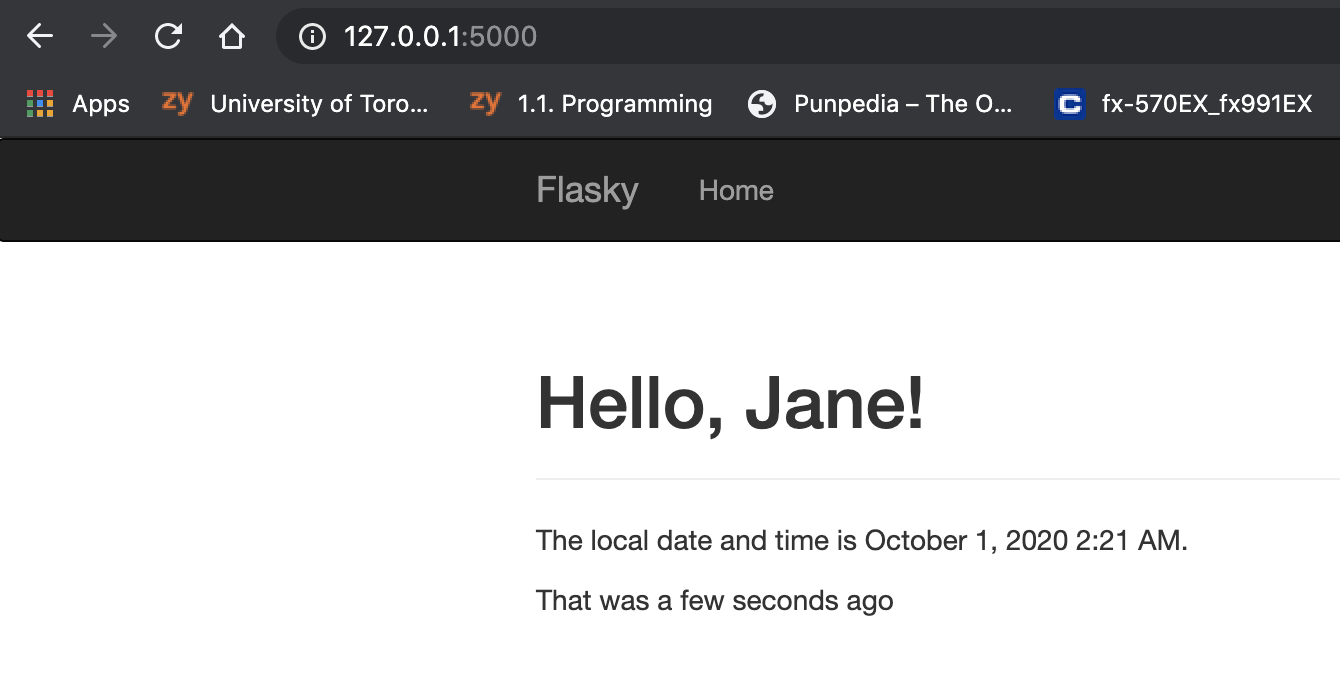 127.0.0.1:5000
Apps zy University of Toro... zy 1.1. Programming Punpedia – The O... C fx-570EX_fx991EX
Flasky Home
Hello, Jane!
The local date and time is October 1, 2020 2:21 AM.
That was a few seconds ago